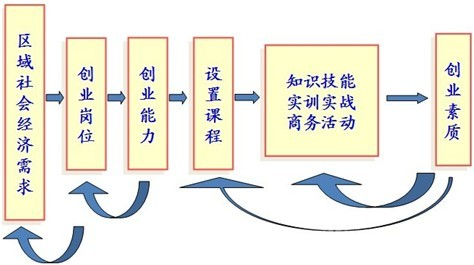 区域社会经济需求
创业岗位
创业能力
设置课程
知识技能
实训实战
商务活动
创业素质